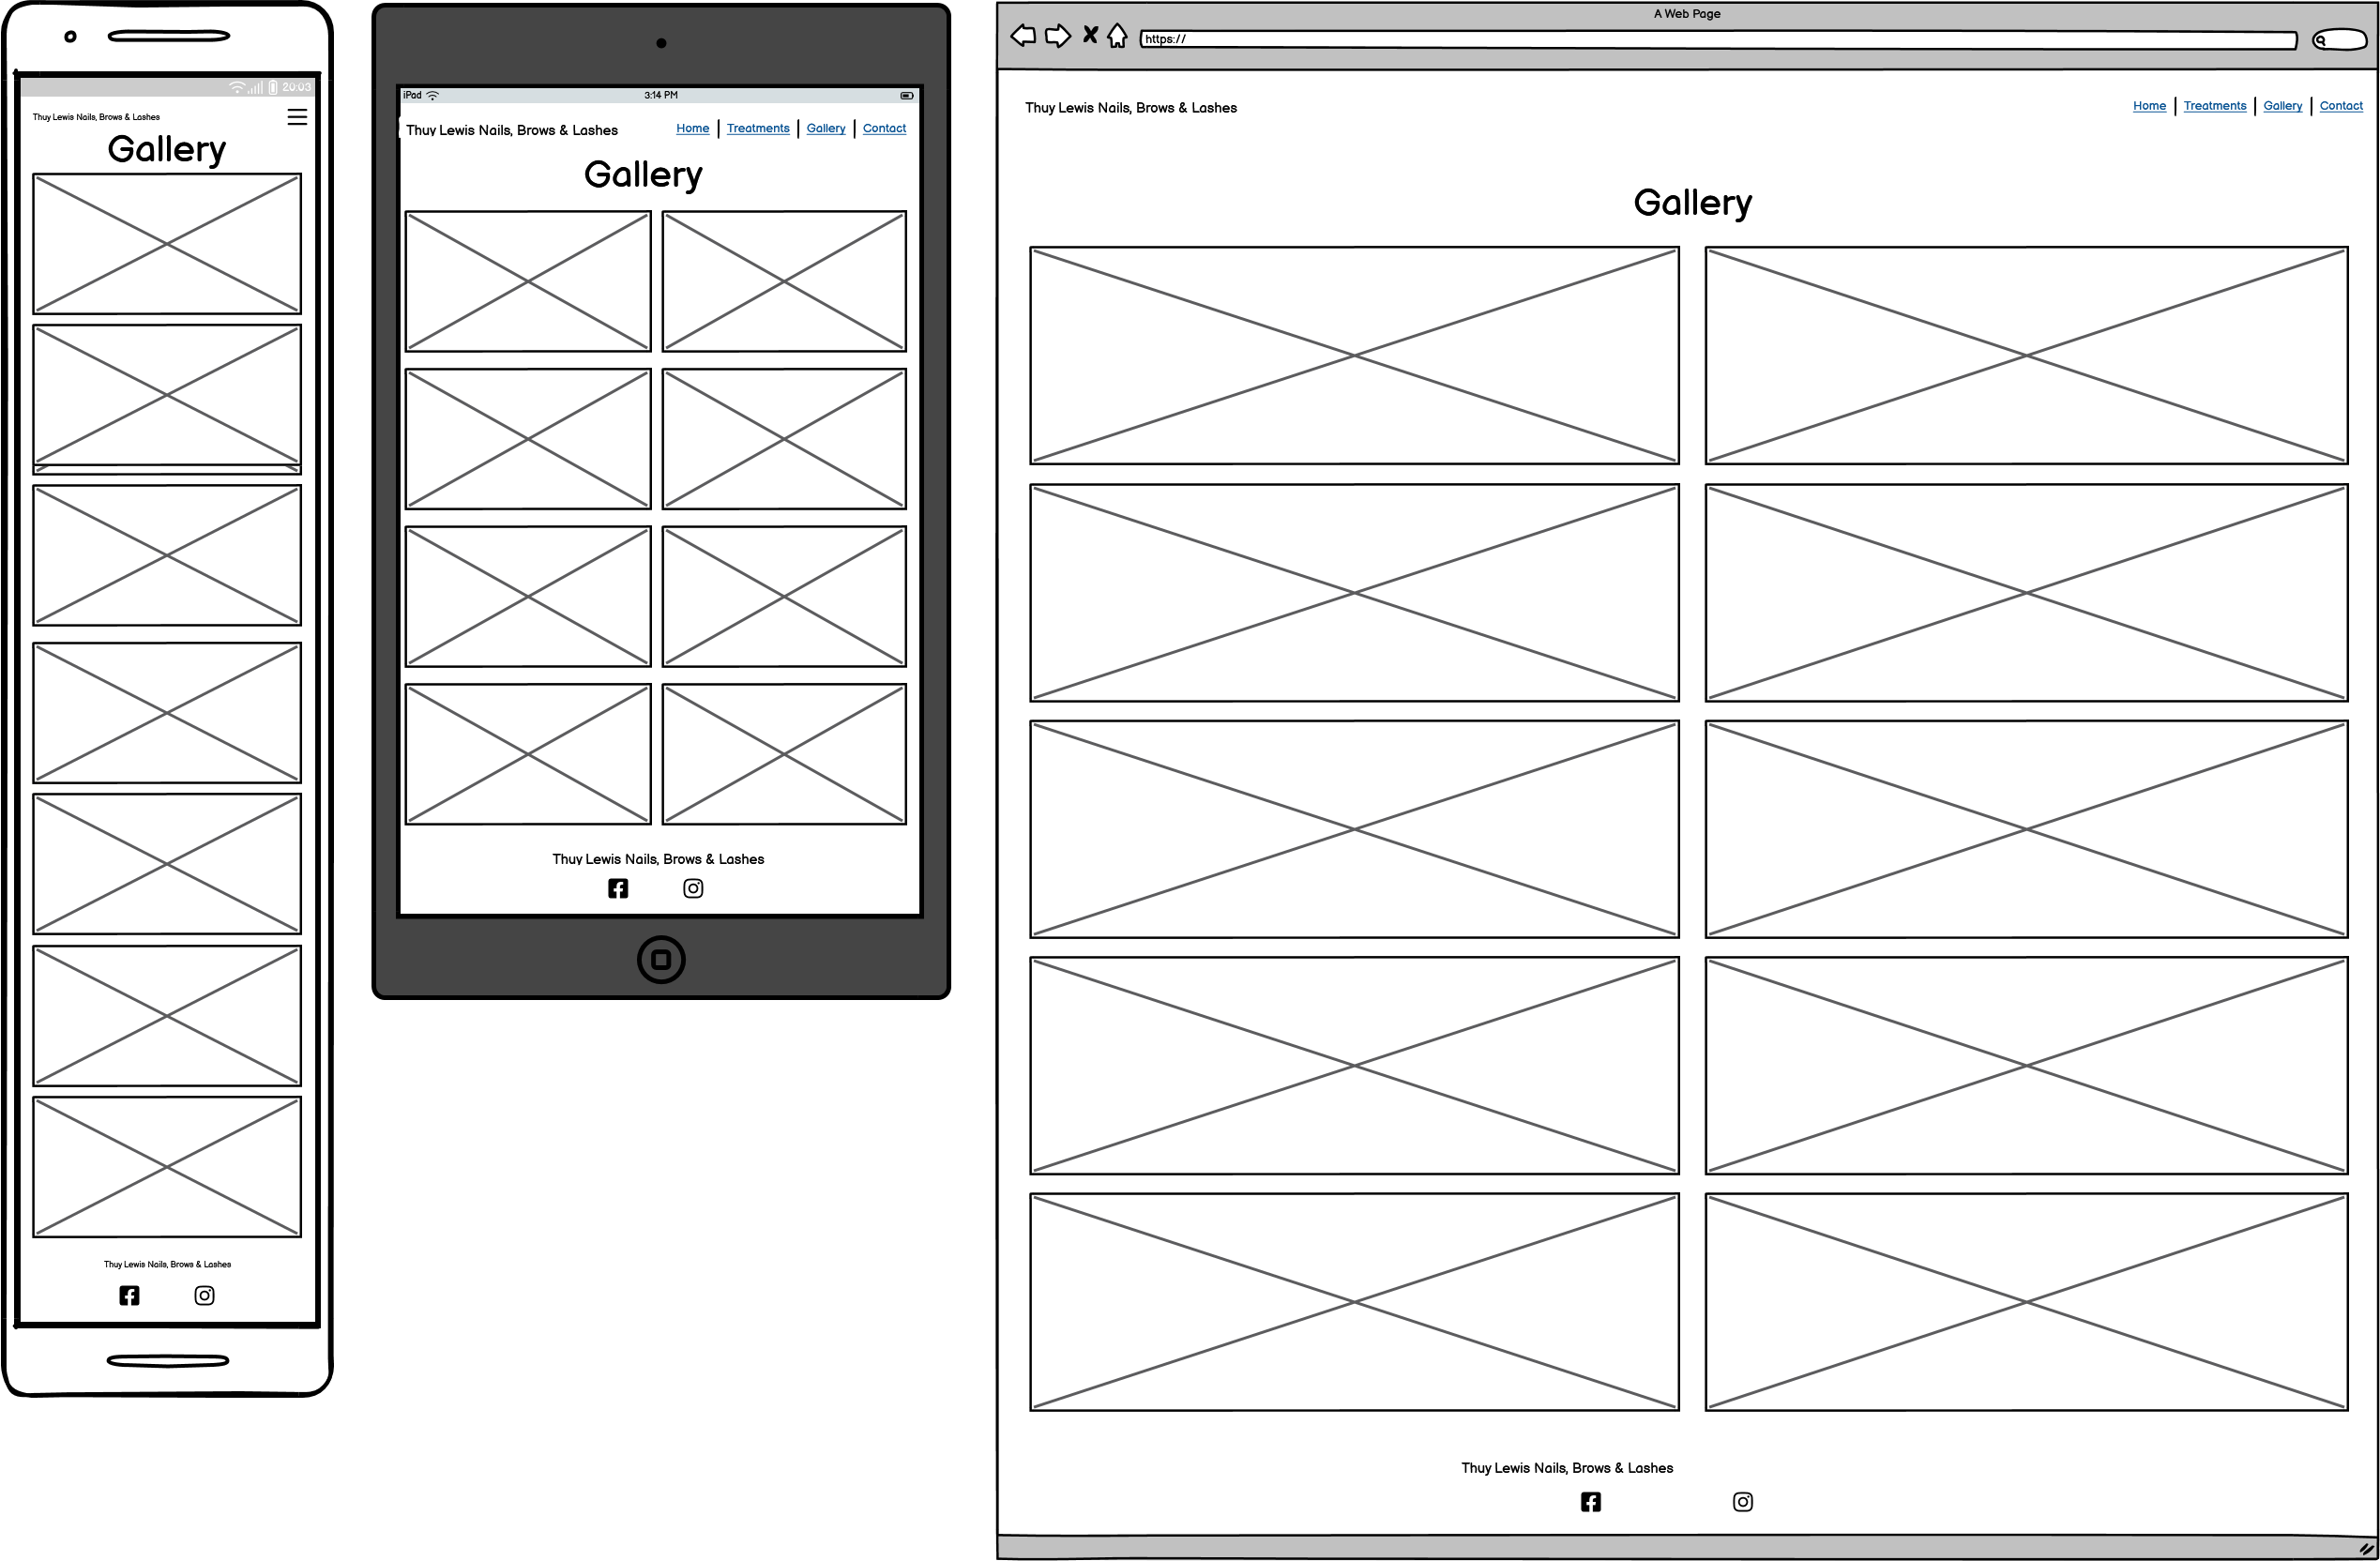 20:03
Thuy Lewis Nails, Brows & Lashes
Gallery
Thuy Lewis Nails, Brows & Lashes
iPad 3:14 PM
Thuy Lewis Nails, Brows & Lashes Home Treatments Gallery Contact
Gallery
Thuy Lewis Nails, Brows & Lashes
A Web Page
https://
Thuy Lewis Nails, Brows & Lashes Home Treatments Gallery Contact
Gallery
Thuy Lewis Nails, Brows & Lashes